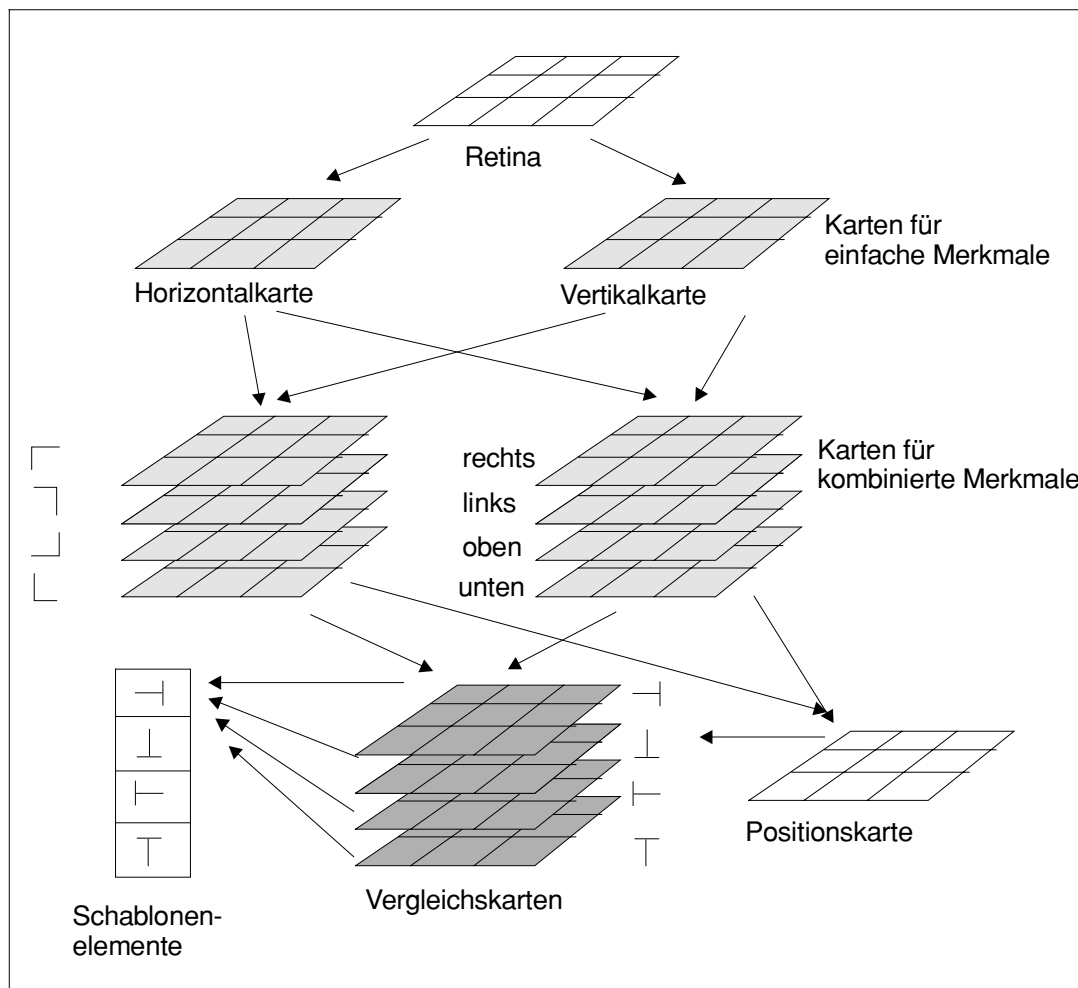 Retina
Karten für
einfache Merkmale
Horizontalkarte
Vertikalkarte
rechts
links
oben
unten
Karten für
kombinierte Merkmale
Positionskarte
Vergleichskarten
Schablonen-
elemente